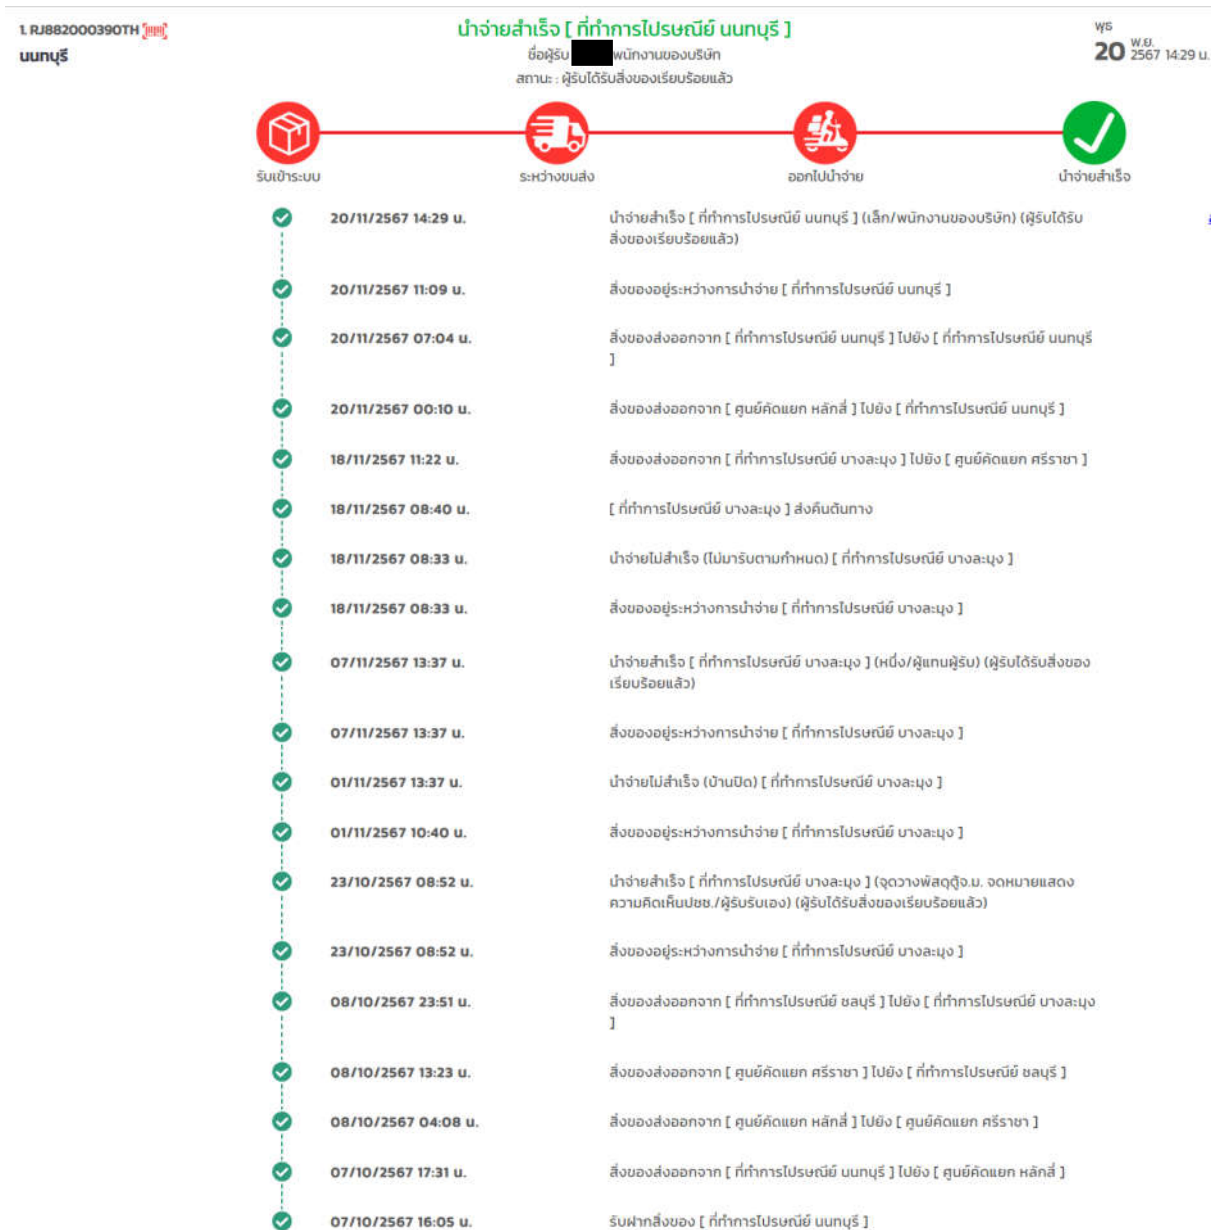 1. RJ882000390TH
นนทบุรี
นำจ่ายสำเร็จ [ ที่ทำการไปรษณีย์ นนทบุรี ]
ชื่อผู้รับ พนักงานของบริษัท
สถานะ : ผู้รับได้รับสิ่งของเรียบร้อยแล้ว
พุธ
20 พ.ย. 2567 14:29 น.
รับเข้าระบบ
ระหว่างขนส่ง
ออกไปนำจ่าย
นำจ่ายสำเร็จ
20/11/2567 14:29 น. นำจ่ายสำเร็จ [ ที่ทำการไปรษณีย์ นนทบุรี ] (เล็ก/พนักงานของบริษัท) (ผู้รับได้รับ
สิ่งของเรียบร้อยแล้ว)
20/11/2567 11:09 น. สิ่งของอยู่ระหว่างการนำจ่าย [ ที่ทำการไปรษณีย์ นนทบุรี ]
20/11/2567 07:04 น. สิ่งของส่งออกจาก [ ที่ทำการไปรษณีย์ นนทบุรี ] ไปยัง [ ที่ทำการไปรษณีย์ นนทบุรี
]
20/11/2567 00:10 น. สิ่งของส่งออกจาก [ ศูนย์คัดแยก หลักสี่ ] ไปยัง [ ที่ทำการไปรษณีย์ นนทบุรี ]
18/11/2567 11:22 น. สิ่งของส่งออกจาก [ ที่ทำการไปรษณีย์ บางละมุง ] ไปยัง [ ศูนย์คัดแยก ศรีราชา ]
18/11/2567 08:40 น. [ ที่ทำการไปรษณีย์ บางละมุง ] ส่งคืนต้นทาง
18/11/2567 08:33 น. นำจ่ายไม่สำเร็จ (ไม่มารับตามกำหนด) [ ที่ทำการไปรษณีย์ บางละมุง ]
18/11/2567 08:33 น. สิ่งของอยู่ระหว่างการนำจ่าย [ ที่ทำการไปรษณีย์ บางละมุง ]
07/11/2567 13:37 น. นำจ่ายสำเร็จ [ ที่ทำการไปรษณีย์ บางละมุง ] (หนึ่ง/ผู้แทนผู้รับ) (ผู้รับได้รับสิ่งของ
เรียบร้อยแล้ว)
07/11/2567 13:37 น. สิ่งของอยู่ระหว่างการนำจ่าย [ ที่ทำการไปรษณีย์ บางละมุง ]
01/11/2567 13:37 น. นำจ่ายไม่สำเร็จ (บ้านปิด) [ ที่ทำการไปรษณีย์ บางละมุง ]
01/11/2567 10:40 น. สิ่งของอยู่ระหว่างการนำจ่าย [ ที่ทำการไปรษณีย์ บางละมุง ]
23/10/2567 08:52 น. นำจ่ายสำเร็จ [ ที่ทำการไปรษณีย์ บางละมุง ] (จุดวางพัสดุตู้จ.ม. จดหมายแสดง
ความคิดเห็นปชช./ผู้รับรับเอง) (ผู้รับได้รับสิ่งของเรียบร้อยแล้ว)
23/10/2567 08:52 น. สิ่งของอยู่ระหว่างการนำจ่าย [ ที่ทำการไปรษณีย์ บางละมุง ]
08/10/2567 23:51 น. สิ่งของส่งออกจาก [ ที่ทำการไปรษณีย์ ชลบุรี ] ไปยัง [ ที่ทำการไปรษณีย์ บางละมุง
]
08/10/2567 13:23 น. สิ่งของส่งออกจาก [ ศูนย์คัดแยก ศรีราชา ] ไปยัง [ ที่ทำการไปรษณีย์ ชลบุรี ]
08/10/2567 04:08 น. สิ่งของส่งออกจาก [ ศูนย์คัดแยก หลักสี่ ] ไปยัง [ ศูนย์คัดแยก ศรีราชา ]
07/10/2567 17:31 น. สิ่งของส่งออกจาก [ ที่ทำการไปรษณีย์ นนทบุรี ] ไปยัง [ ศูนย์คัดแยก หลักสี่ ]
07/10/2567 16:05 น. รับฝากสิ่งของ [ ที่ทำการไปรษณีย์ นนทบุรี ]